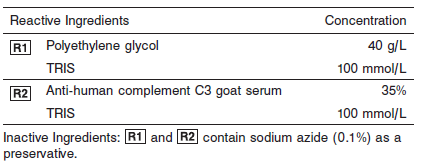 Reactive Ingredients Concentration
R1 Polyethylene glycol 40 g/L
TRIS 100 mmol/L
R2 Anti-human complement C3 goat serum 35%
TRIS 100 mmol/L
Inactive Ingredients: R1 and R2 contain sodium azide (0.1%) as a
preservative.